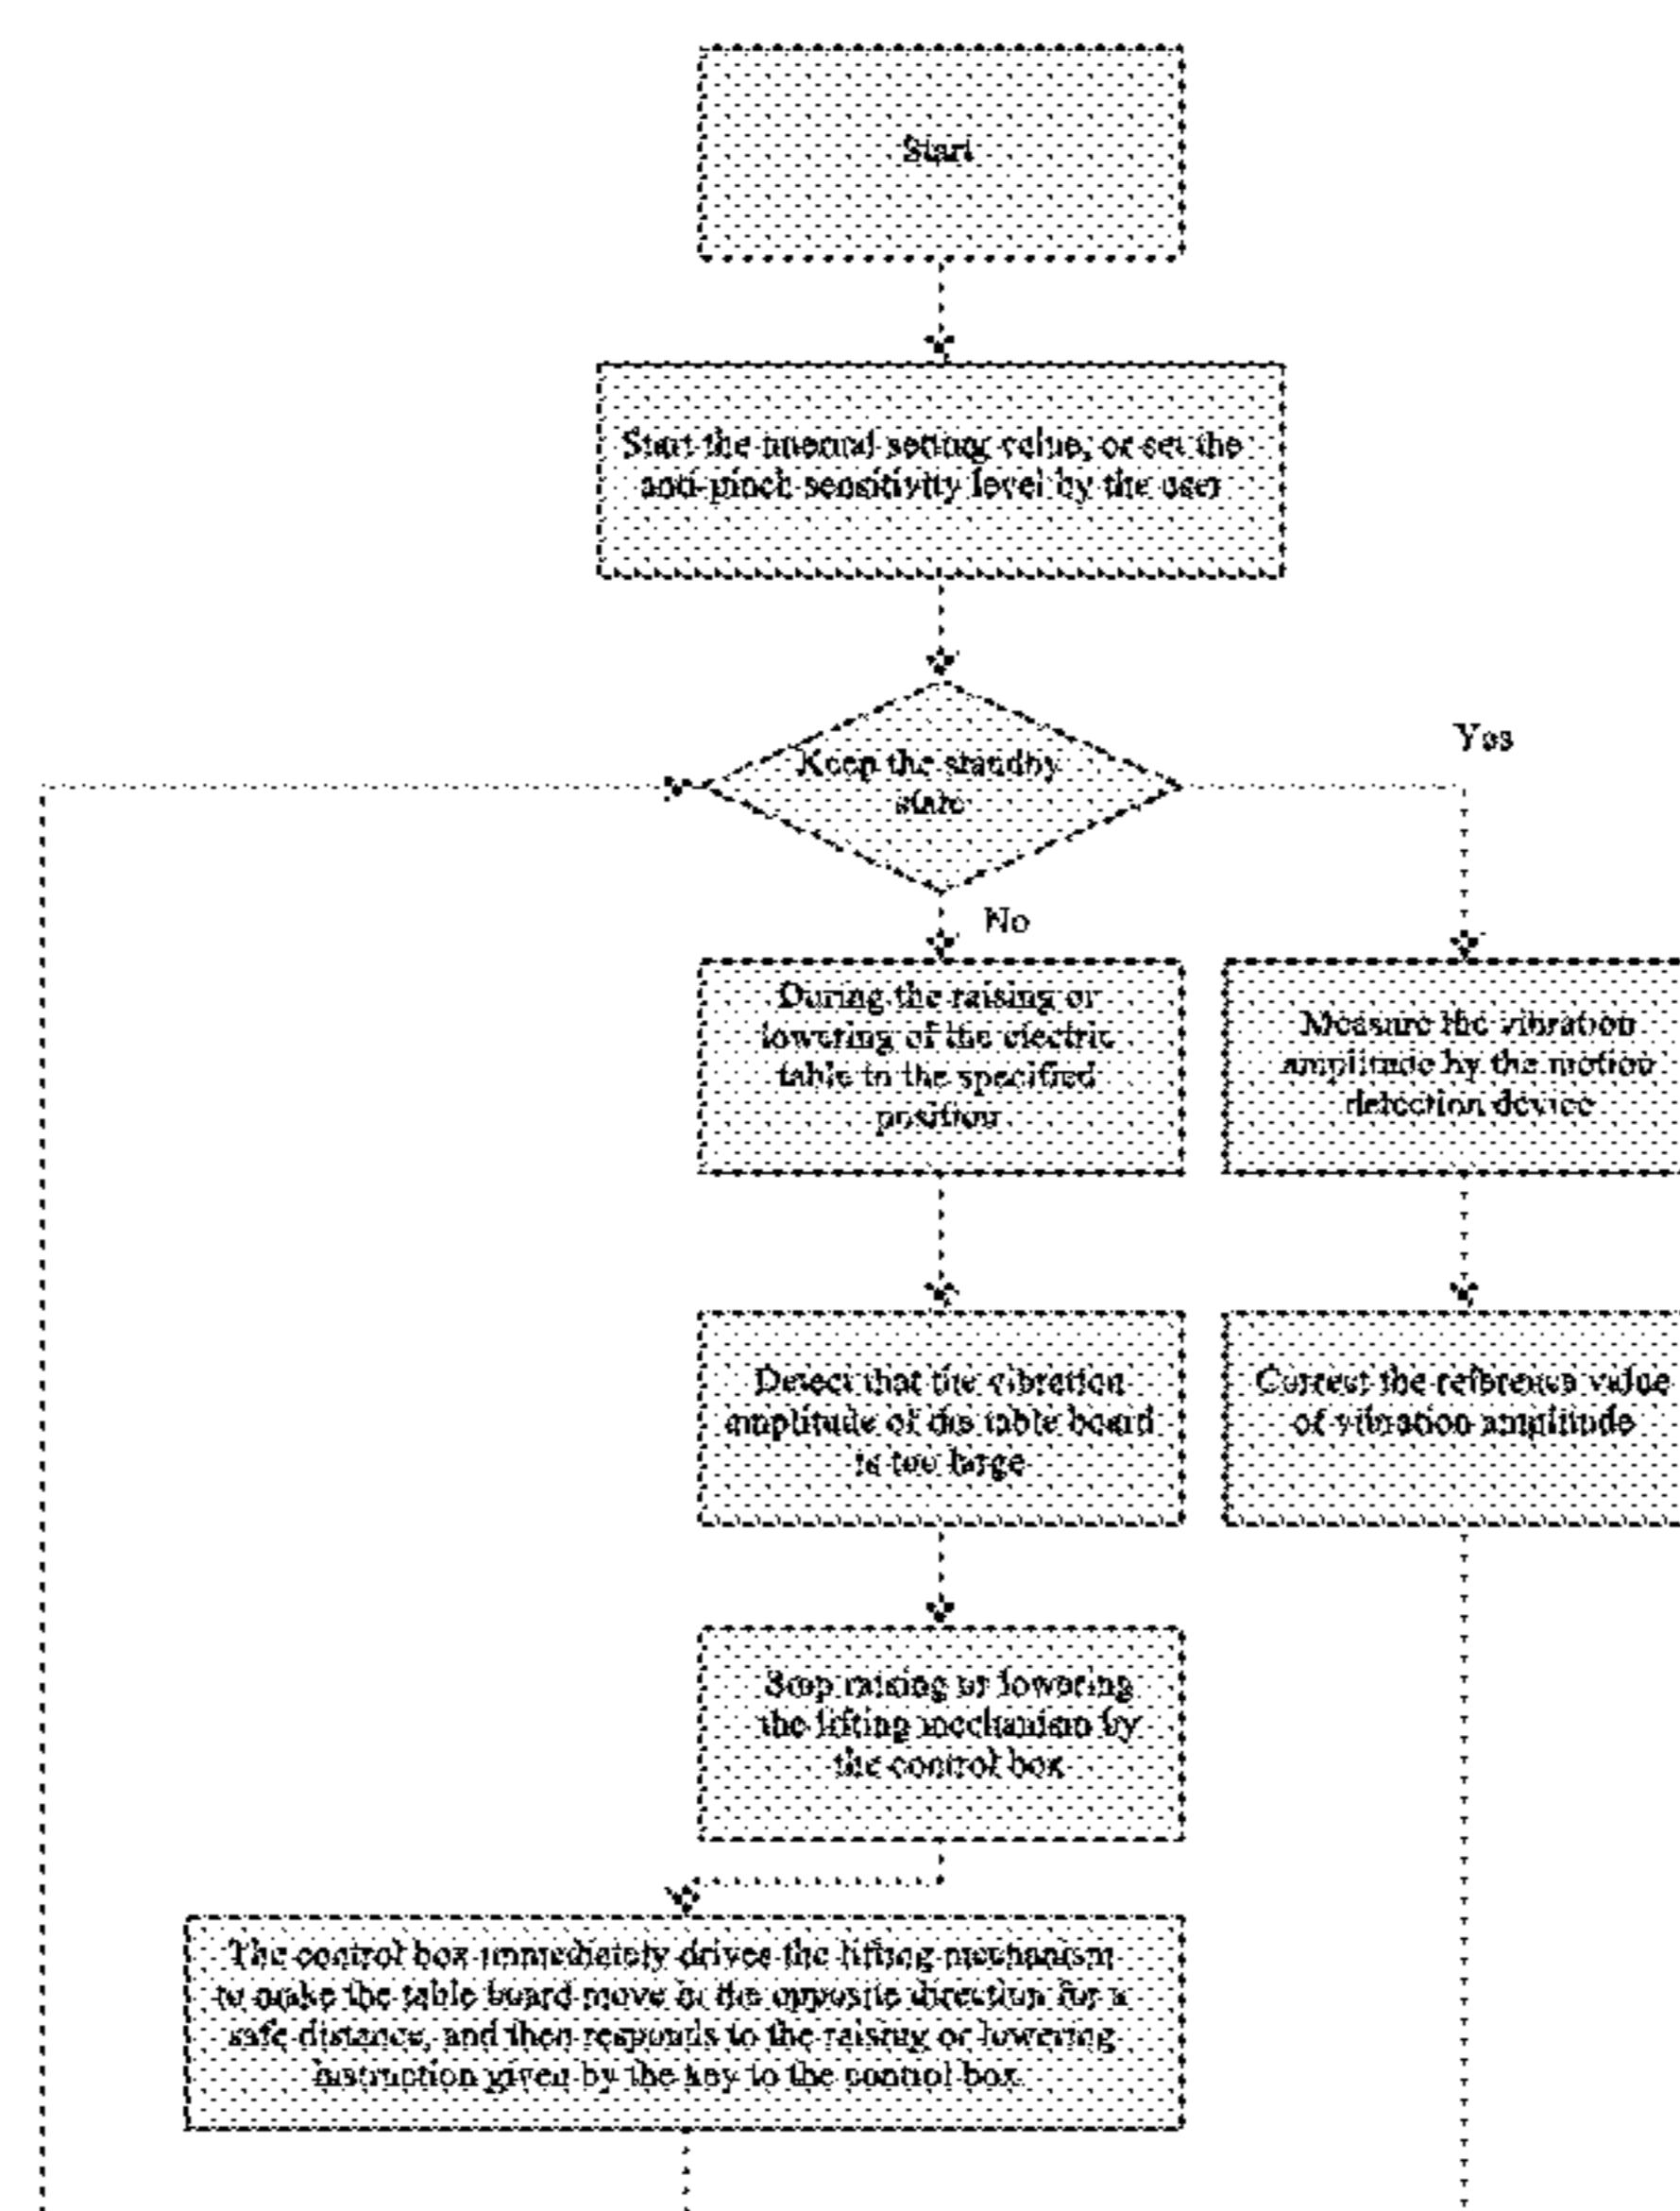 Start
Start the internal setting value, or set the
anti-pinch sensitivity level by the user
Keep the standby
state
Yes
No
During the raising or
lowering of the electric
table to the specified
position
Measure the vibration
amplitude by the motion
detection device
Detect that the vibration
amplitude of the table board
is too large
Correct the reference value
of vibration amplitude
Stop raising or lowering
the lifting mechanism by
the control box
The control box immediately drives the lifting mechanism
to make the table board move in the opposite direction for a
safe distance, and then responds to the raising or lowering
instruction given by the key to the control box